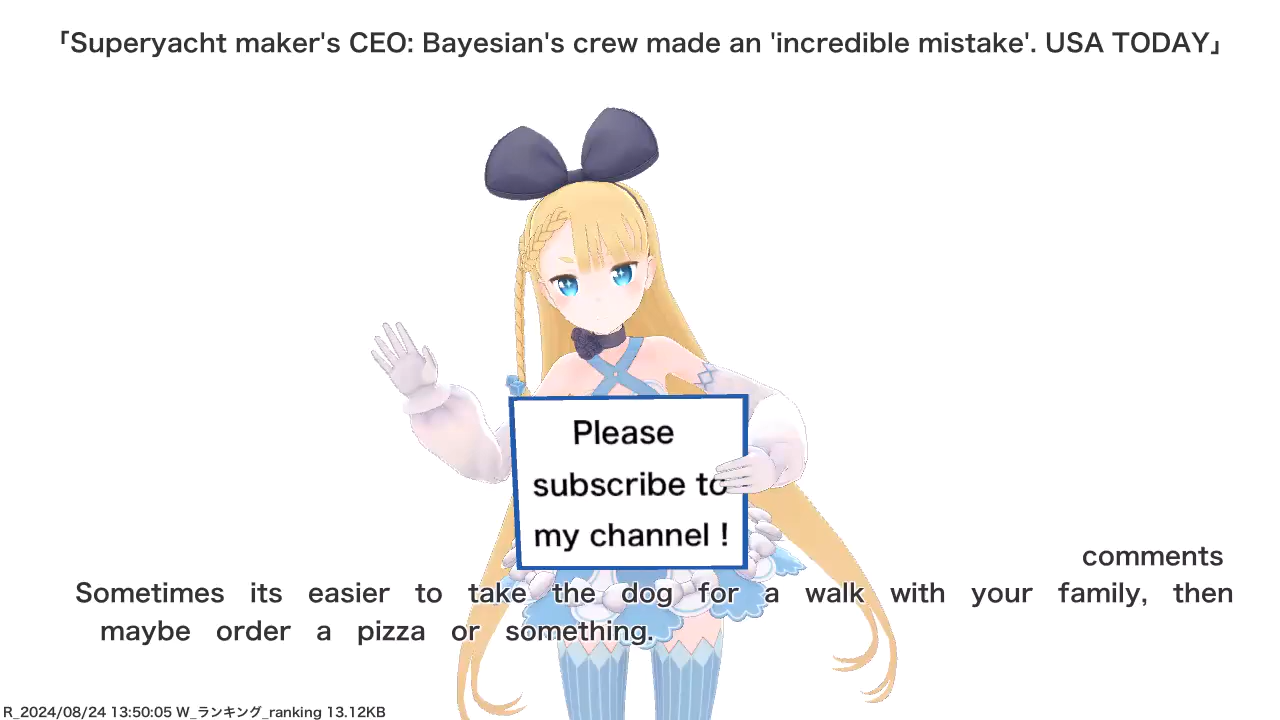 「Superyacht maker's CEO: Bayesian's crew made an 'incredible mistake'. USA TODAY」
Please
subscribe to
my channel !
comments
Sometimes its easier to take the dog for a walk with your family, then
maybe order a pizza or something.
R_2024/08/24 13:50:05 W_ランキング_ranking 13.12KB